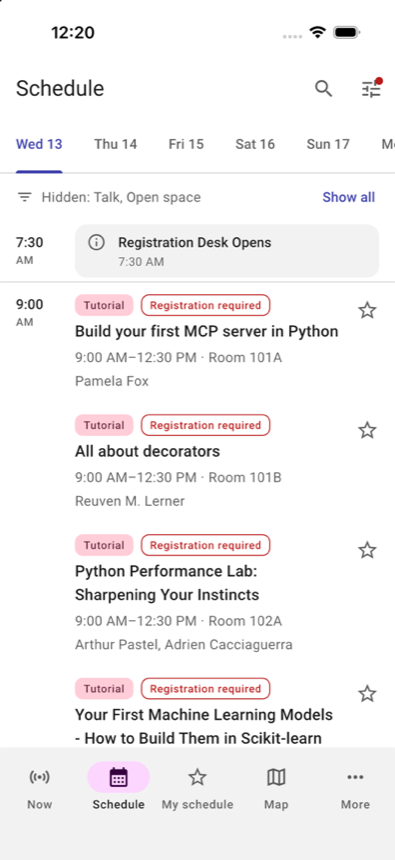 12:20
Schedule
Wed 13
Thu 14
Fri 15
Sat 16
Sun 17
Hidden: Talk, Open space
Show all
7:30
AM
Registration Desk Opens
7:30 AM
9:00
AM
Tutorial
Registration required
Build your first MCP server in Python
9:00 AM–12:30 PM · Room 101A
Pamela Fox
Tutorial
Registration required
All about decorators
9:00 AM–12:30 PM · Room 101B
Reuven M. Lerner
Tutorial
Registration required
Python Performance Lab:
Sharpening Your Instincts
9:00 AM–12:30 PM · Room 102A
Arthur Pastel, Adrien Cacciaguerra
Tutorial
Registration required
Your First Machine Learning Models
- How to Build Them in Scikit-learn
Now
Schedule
My schedule
Map
More